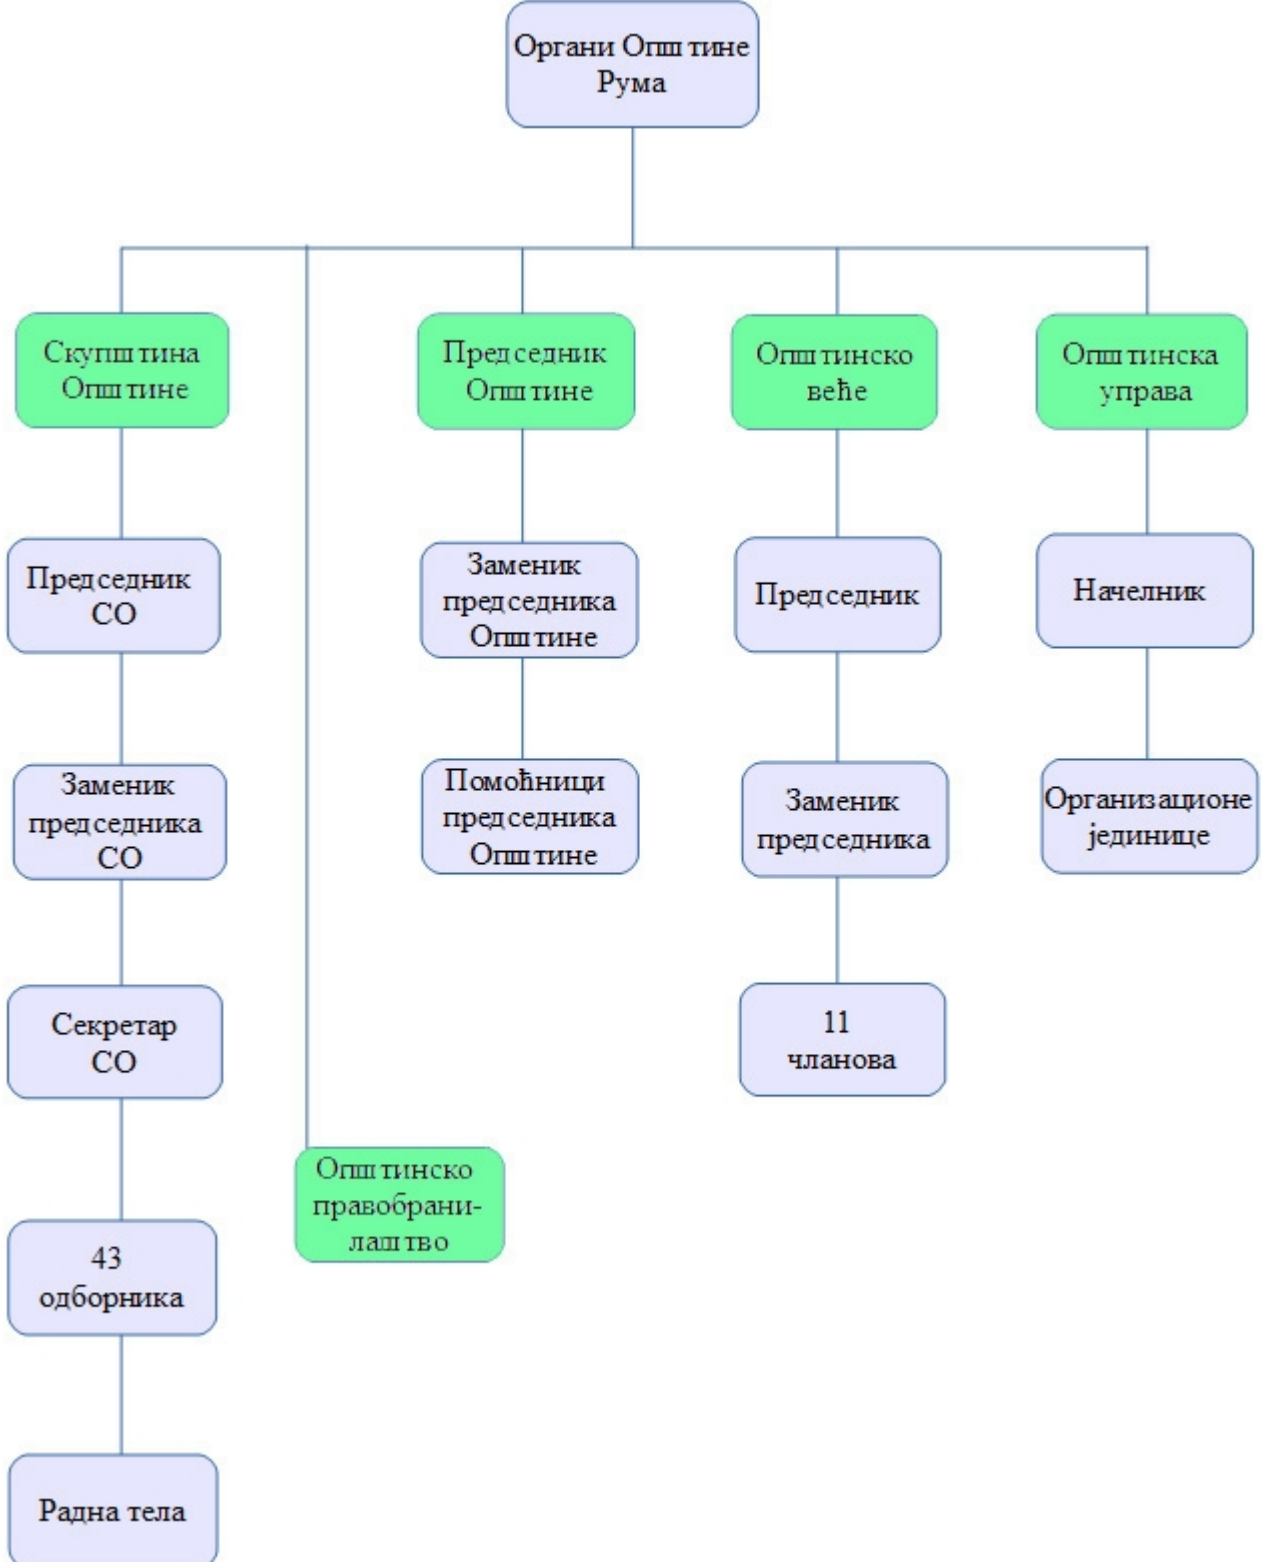 Органи Општине
Рума
Скупштина
Општине
Председник
СО
Заменик
председника
СО
Секретар
СО
43
одборника
Радна тела
Општинско
правобрани-
лаштво
Председник
Општине
Заменик
председника
Општине
Помоћници
председника
Општине
Општинско
веће
Председник
Заменик
председника
11
чланова
Општинска
управа
Начелник
Организационе
јединице